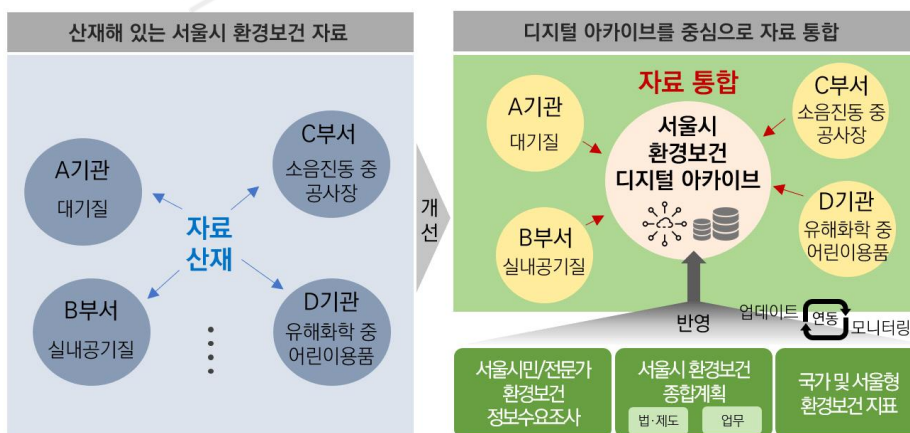 산재해 있는 서울시 환경보건 자료
A기관
대기질
C부서
소음진동 중
공사장
자료
산재
B부서
실내공기질
D기관
유해화학 중
어린이용품
개
선
디지털 아카이브를 중심으로 자료 통합
자료 통합
A기관
대기질
C부서
소음진동 중
공사장
서울시
환경보건
디지털 아카이브
B부서
실내공기질
D기관
유해화학 중
어린이용품
반영
업데이트
연동
모니터링
서울시민/전문가
환경보건
정보수요조사
서울시 환경보건
종합계획
법·제도
업무
국가 및 서울형
환경보건 지표